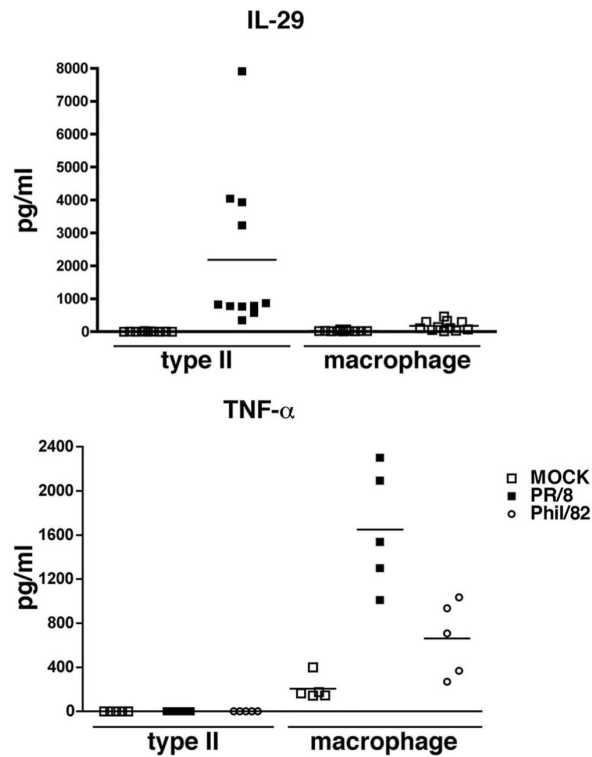 IL-29
8000
7000
6000
5000
4000
3000
2000
1000
0
pg/ml
type II macrophage
TNF-α
2400
2000
1600
1200
800
400
0
pg/ml
MOCK
PR/8
Phil/82
type II macrophage